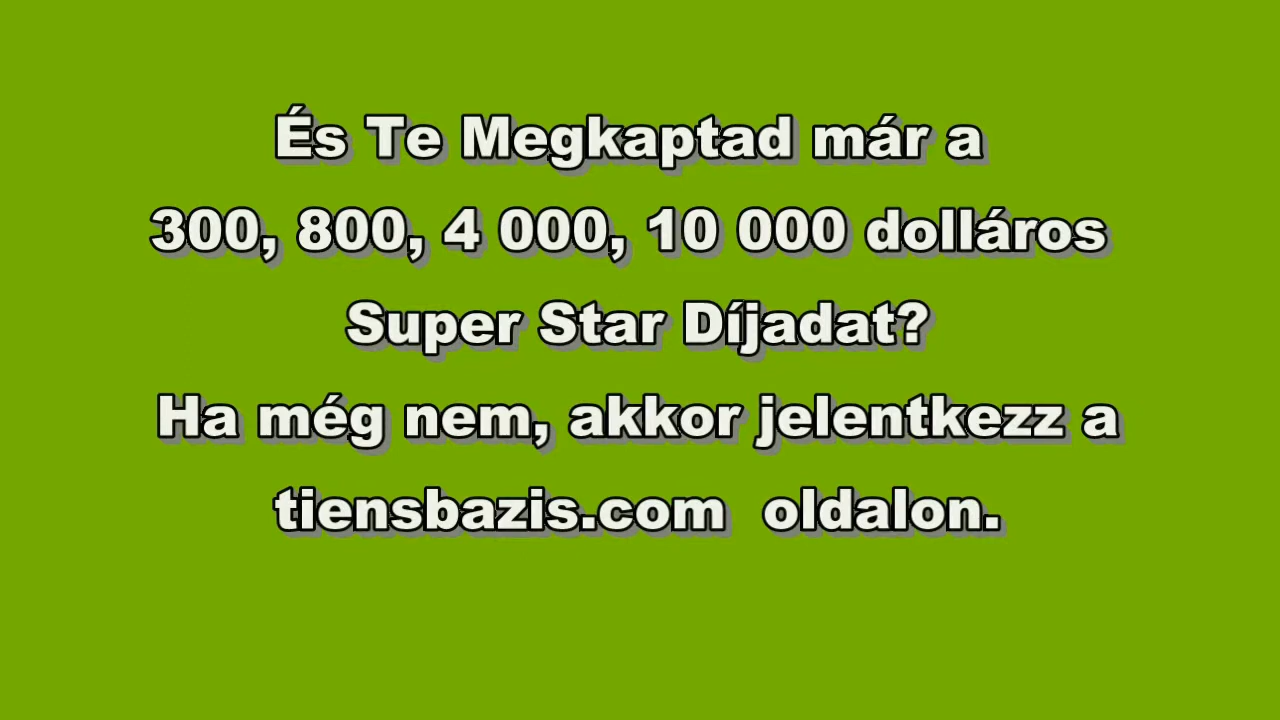 És Te Megkaptad már a
300, 800, 4 000, 10 000 dolláros
Super Star Díjadat?
Ha még nem, akkor jelentkezz a
tiensbazis.com oldalon.